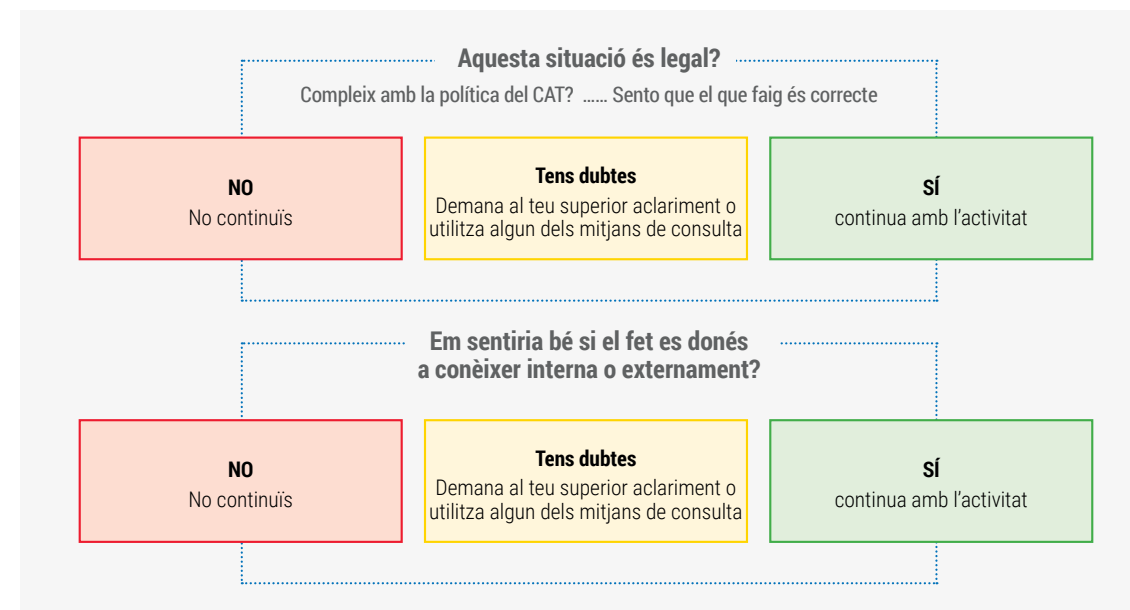 Aquesta situació és legal?
Compleix amb la política del CAT? ...... Sento que el que faig és correcte
NO
No continuïs
Tens dubtes
Demana al teu superior aclariment o
utilitza algun dels mitjans de consulta
SÍ
continua amb l'activitat
Em sentiria bé si el fet es donés
a conèixer interna o externament?
NO
No continuïs
Tens dubtes
Demana al teu superior aclariment o
utilitza algun dels mitjans de consulta
SÍ
continua amb l'activitat